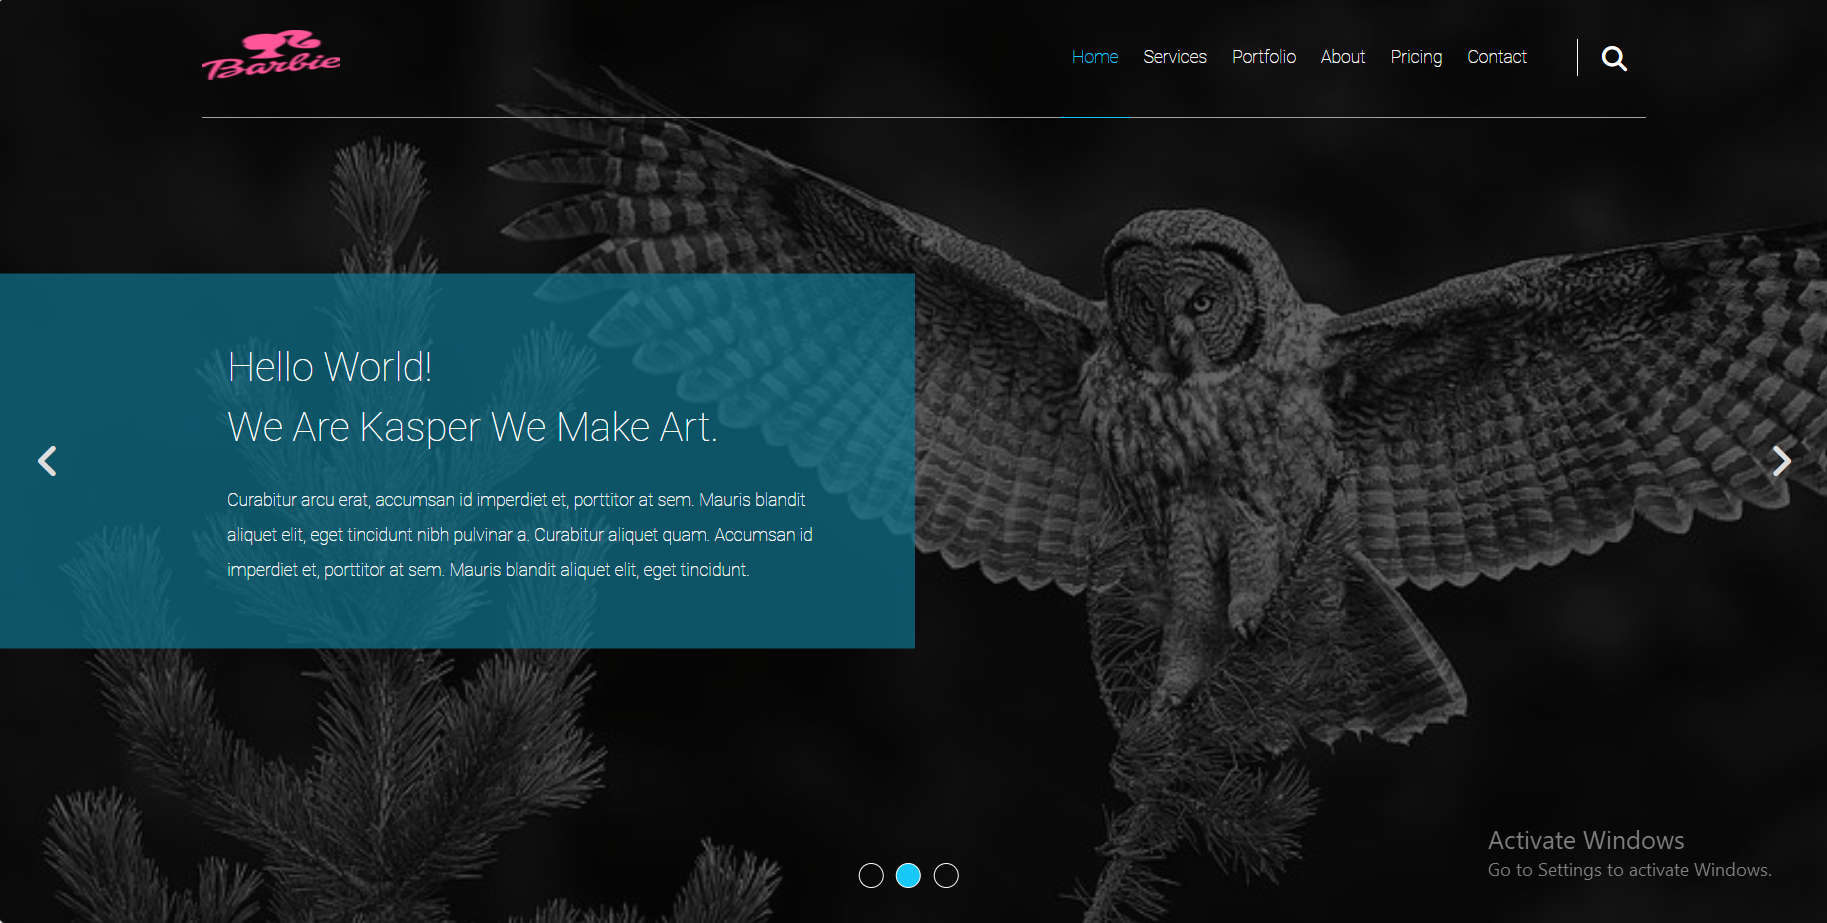 Barbie
Home Services Portfolio About Pricing Contact
Hello World!
We Are Kasper We Make Art.
Curabitur arcu erat, accumsan id imperdiet et, porttitor at sem. Mauris blandit
aliquet elit, eget tincidunt nibh pulvinar a. Curabitur aliquet quam. Accumsan id
imperdiet et, porttitor at sem. Mauris blandit aliquet elit, eget tincidunt.
Activate Windows
Go to Settings to activate Windows.